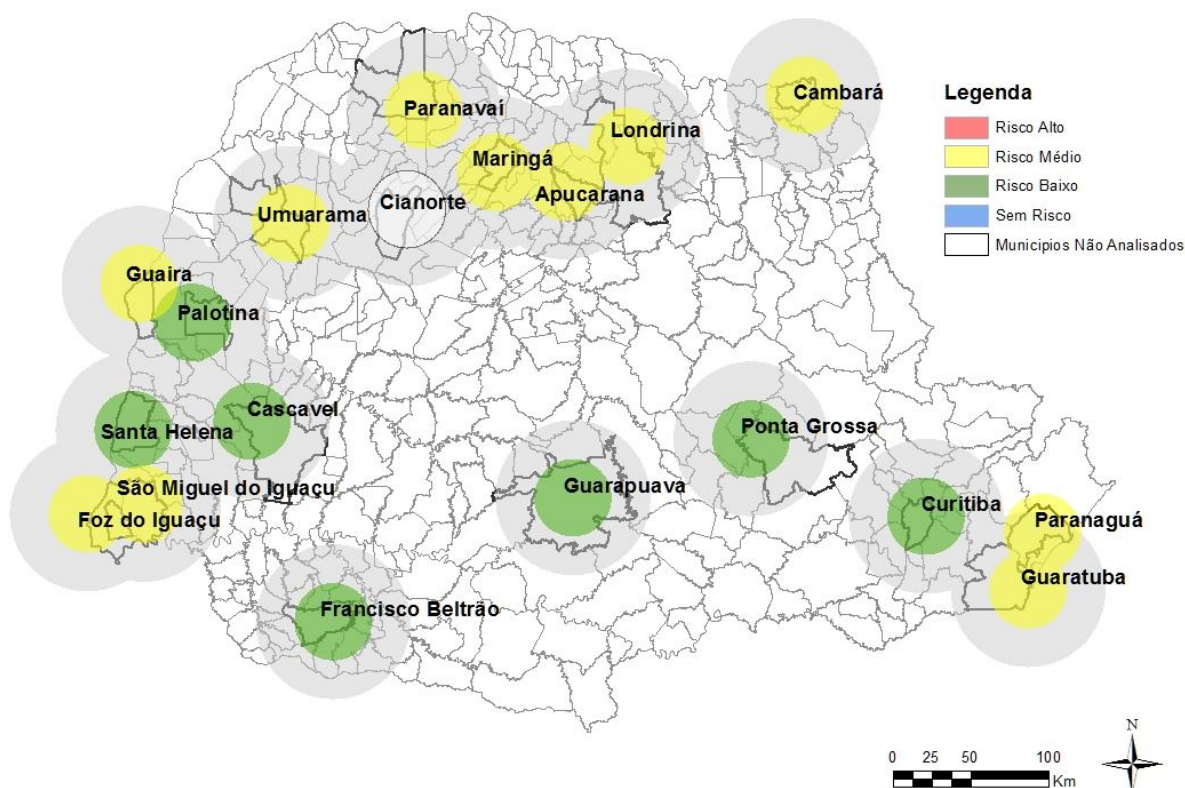 Cambará
Paranavaí
Londrina
Maringá
Apucarana
Cianorte
Umuarama
Guaira
Palotina
Cascavel
Santa Helena
São Miguel do Iguaçu
Foz do Iguaçu
Ponta Grossa
Guarapuava
Curitiba
Paranaguá
Guaratuba
Francisco Beltrão
Legenda
Risco Alto
Risco Médio
Risco Baixo
Sem Risco
Municipios Não Analisados
N
0 25 50 100
Km